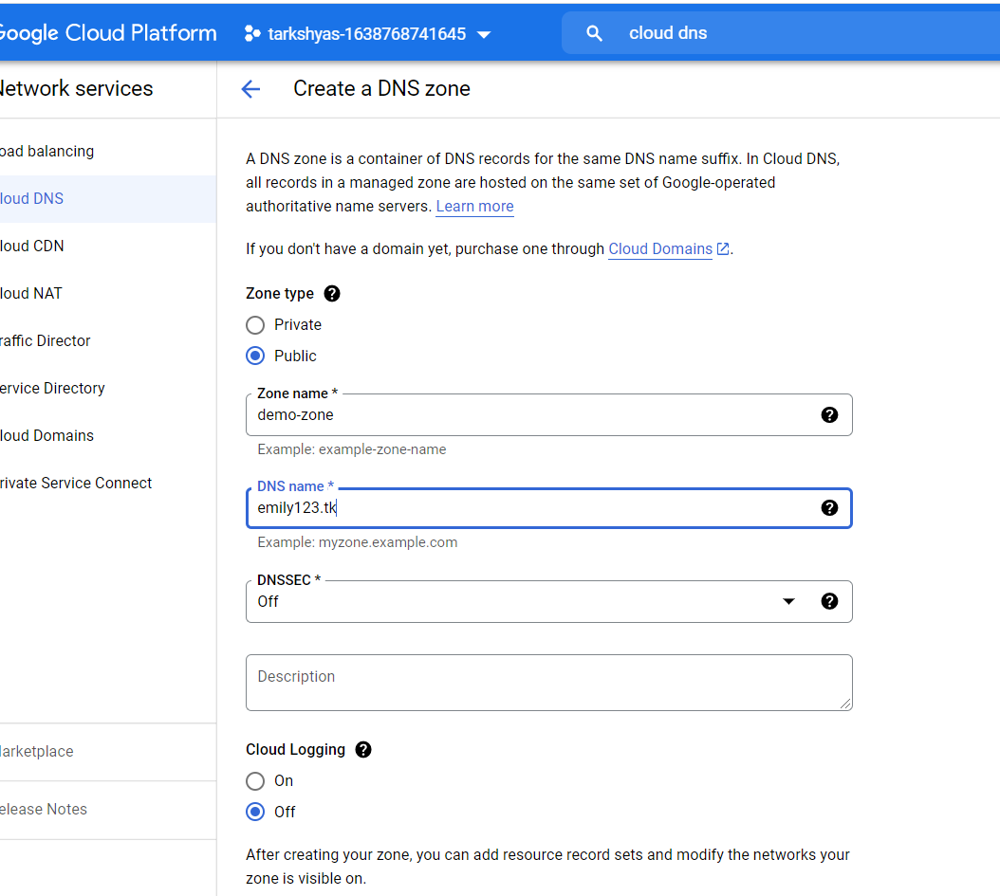 Google Cloud Platform
tarkshyas-1638768741645
cloud dns
Network services
Create a DNS zone
oad balancing
loud DNS
loud CDN
loud NAT
raffic Director
ervice Directory
loud Domains
rivate Service Connect
arketplace
elease Notes
A DNS zone is a container of DNS records for the same DNS name suffix. In Cloud DNS,
all records in a managed zone are hosted on the same set of Google-operated
authoritative name servers. Learn more
If you don't have a domain yet, purchase one through Cloud Domains.
Zone type
Private
Public
Zone name *
demo-zone
Example: example-zone-name
DNS name *
emily123.tk
Example: myzone.example.com
DNSSEC *
Off
Description
Cloud Logging
On
Off
After creating your zone, you can add resource record sets and modify the networks your
zone is visible on.